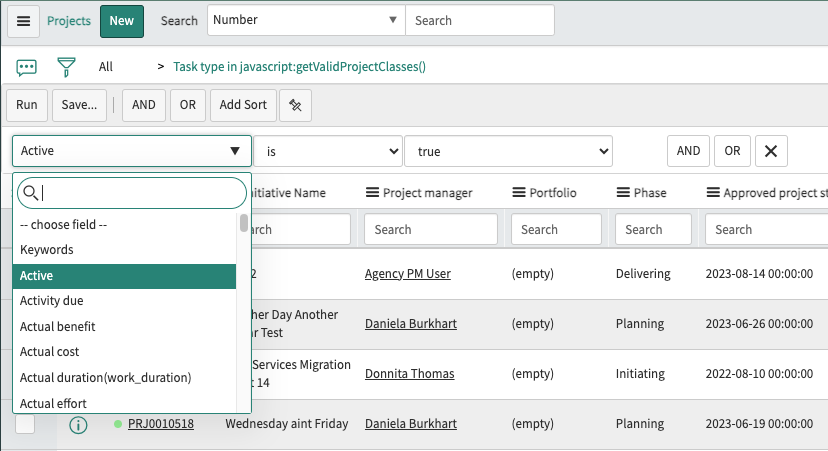 Projects New Search Number Search
All > Task type in javascript:getValidProjectClasses()
Run Save... AND OR Add Sort
Active is true AND OR
-- choose field --
Keywords
Active
Activity due
Actual benefit
Actual cost
Actual duration(work_duration)
Actual effort
Name Project manager Portfolio Phase Approved project
Search Search Search Search
2 Agency PM User (empty) Delivering 2023-08-14 00:00:00
Day Another
Test Daniela Burkhart (empty) Planning 2023-06-26 00:00:00
Services Migration
14 Donnita Thomas (empty) Initiating 2022-08-10 00:00:00
PRJ0010518 Wednesday aint Friday Daniela Burkhart (empty) Planning 2023-06-19 00:00:00